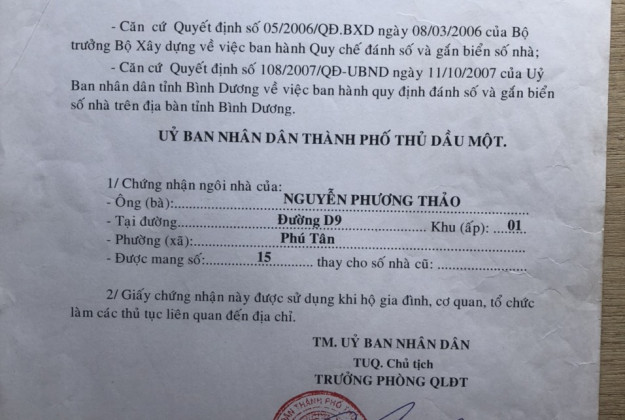 - Căn cứ Quyết định số 05/2006/QĐ.BXD ngày 08/03/2006 của Bộ
trưởng Bộ Xây dựng về việc ban hành Quy chế đánh số và gắn biển số nhà;
- Căn cứ Quyết định số 108/2007/QĐ-UBND ngày 11/10/2007 của Uỷ
Ban nhân dân tỉnh Bình Dương về việc ban hành quy định đánh số và gắn biển
số nhà trên địa bàn tỉnh Bình Dương.
UỶ BAN NHÂN DÂN THÀNH PHỐ THỦ DẦU MỘT.
1/ Chứng nhận ngôi nhà của:
- Ông (bà): NGUYỄN PHƯƠNG THẢO
- Tại đường Đường D9 Khu (ấp): 01
- Phường (xã): Phú Tân
- Được mang số: 15 thay cho số nhà cũ:
2/ Giấy chứng nhận này được sử dụng khi hộ gia đình, cơ quan, tổ chức
làm các thủ tục liên quan đến địa chỉ.
TM. UỶ BAN NHÂN DÂN
TUQ. Chủ tịch
TRƯỞNG PHÒNG QLĐT
DÂN THÀNH PHỐ